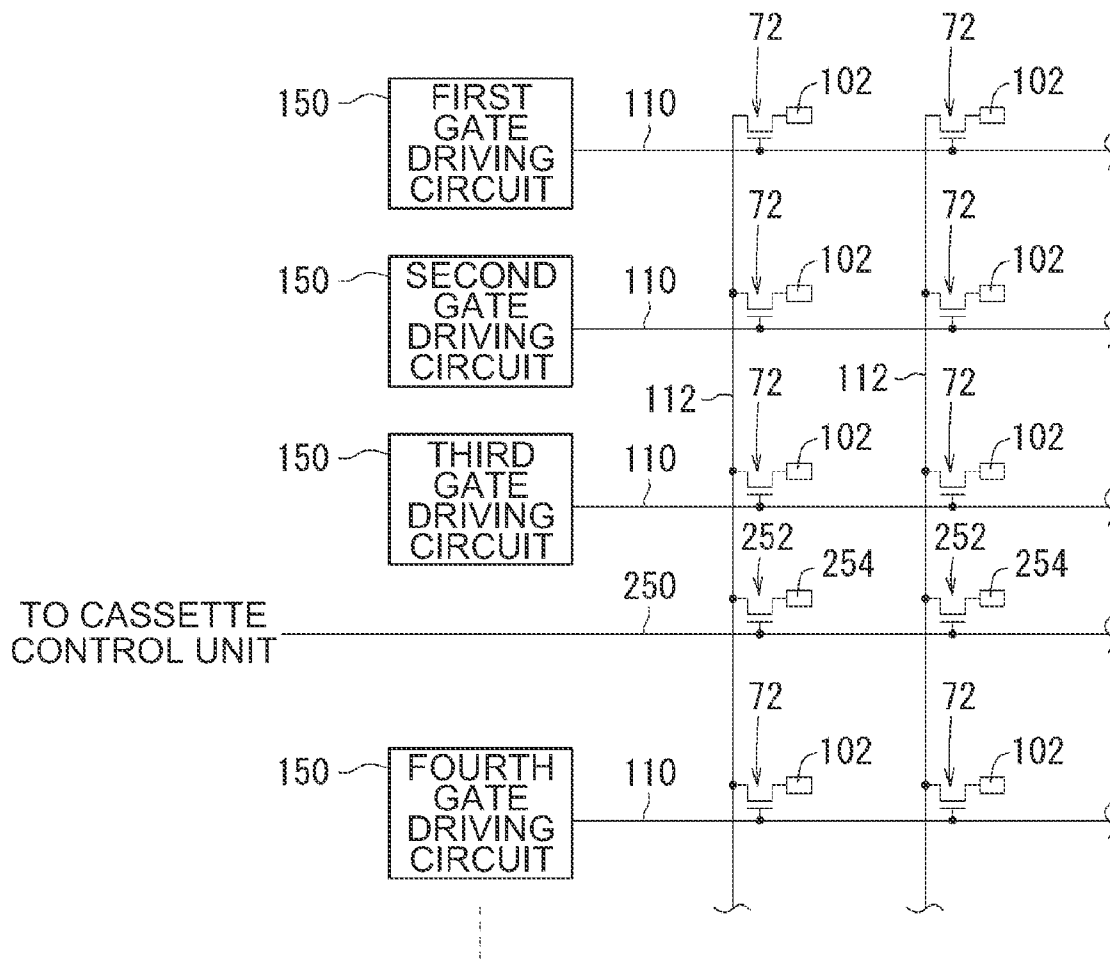 72 72
150 FIRST GATE DRIVING CIRCUIT 110 102 102
72 72
150 SECOND GATE DRIVING CIRCUIT 110 102 102
112 72 112 72
150 THIRD GATE DRIVING CIRCUIT 110 102 102
252 252
TO CASSETTE CONTROL UNIT 250 254 254
72 72
150 FOURTH GATE DRIVING CIRCUIT 110 102 102